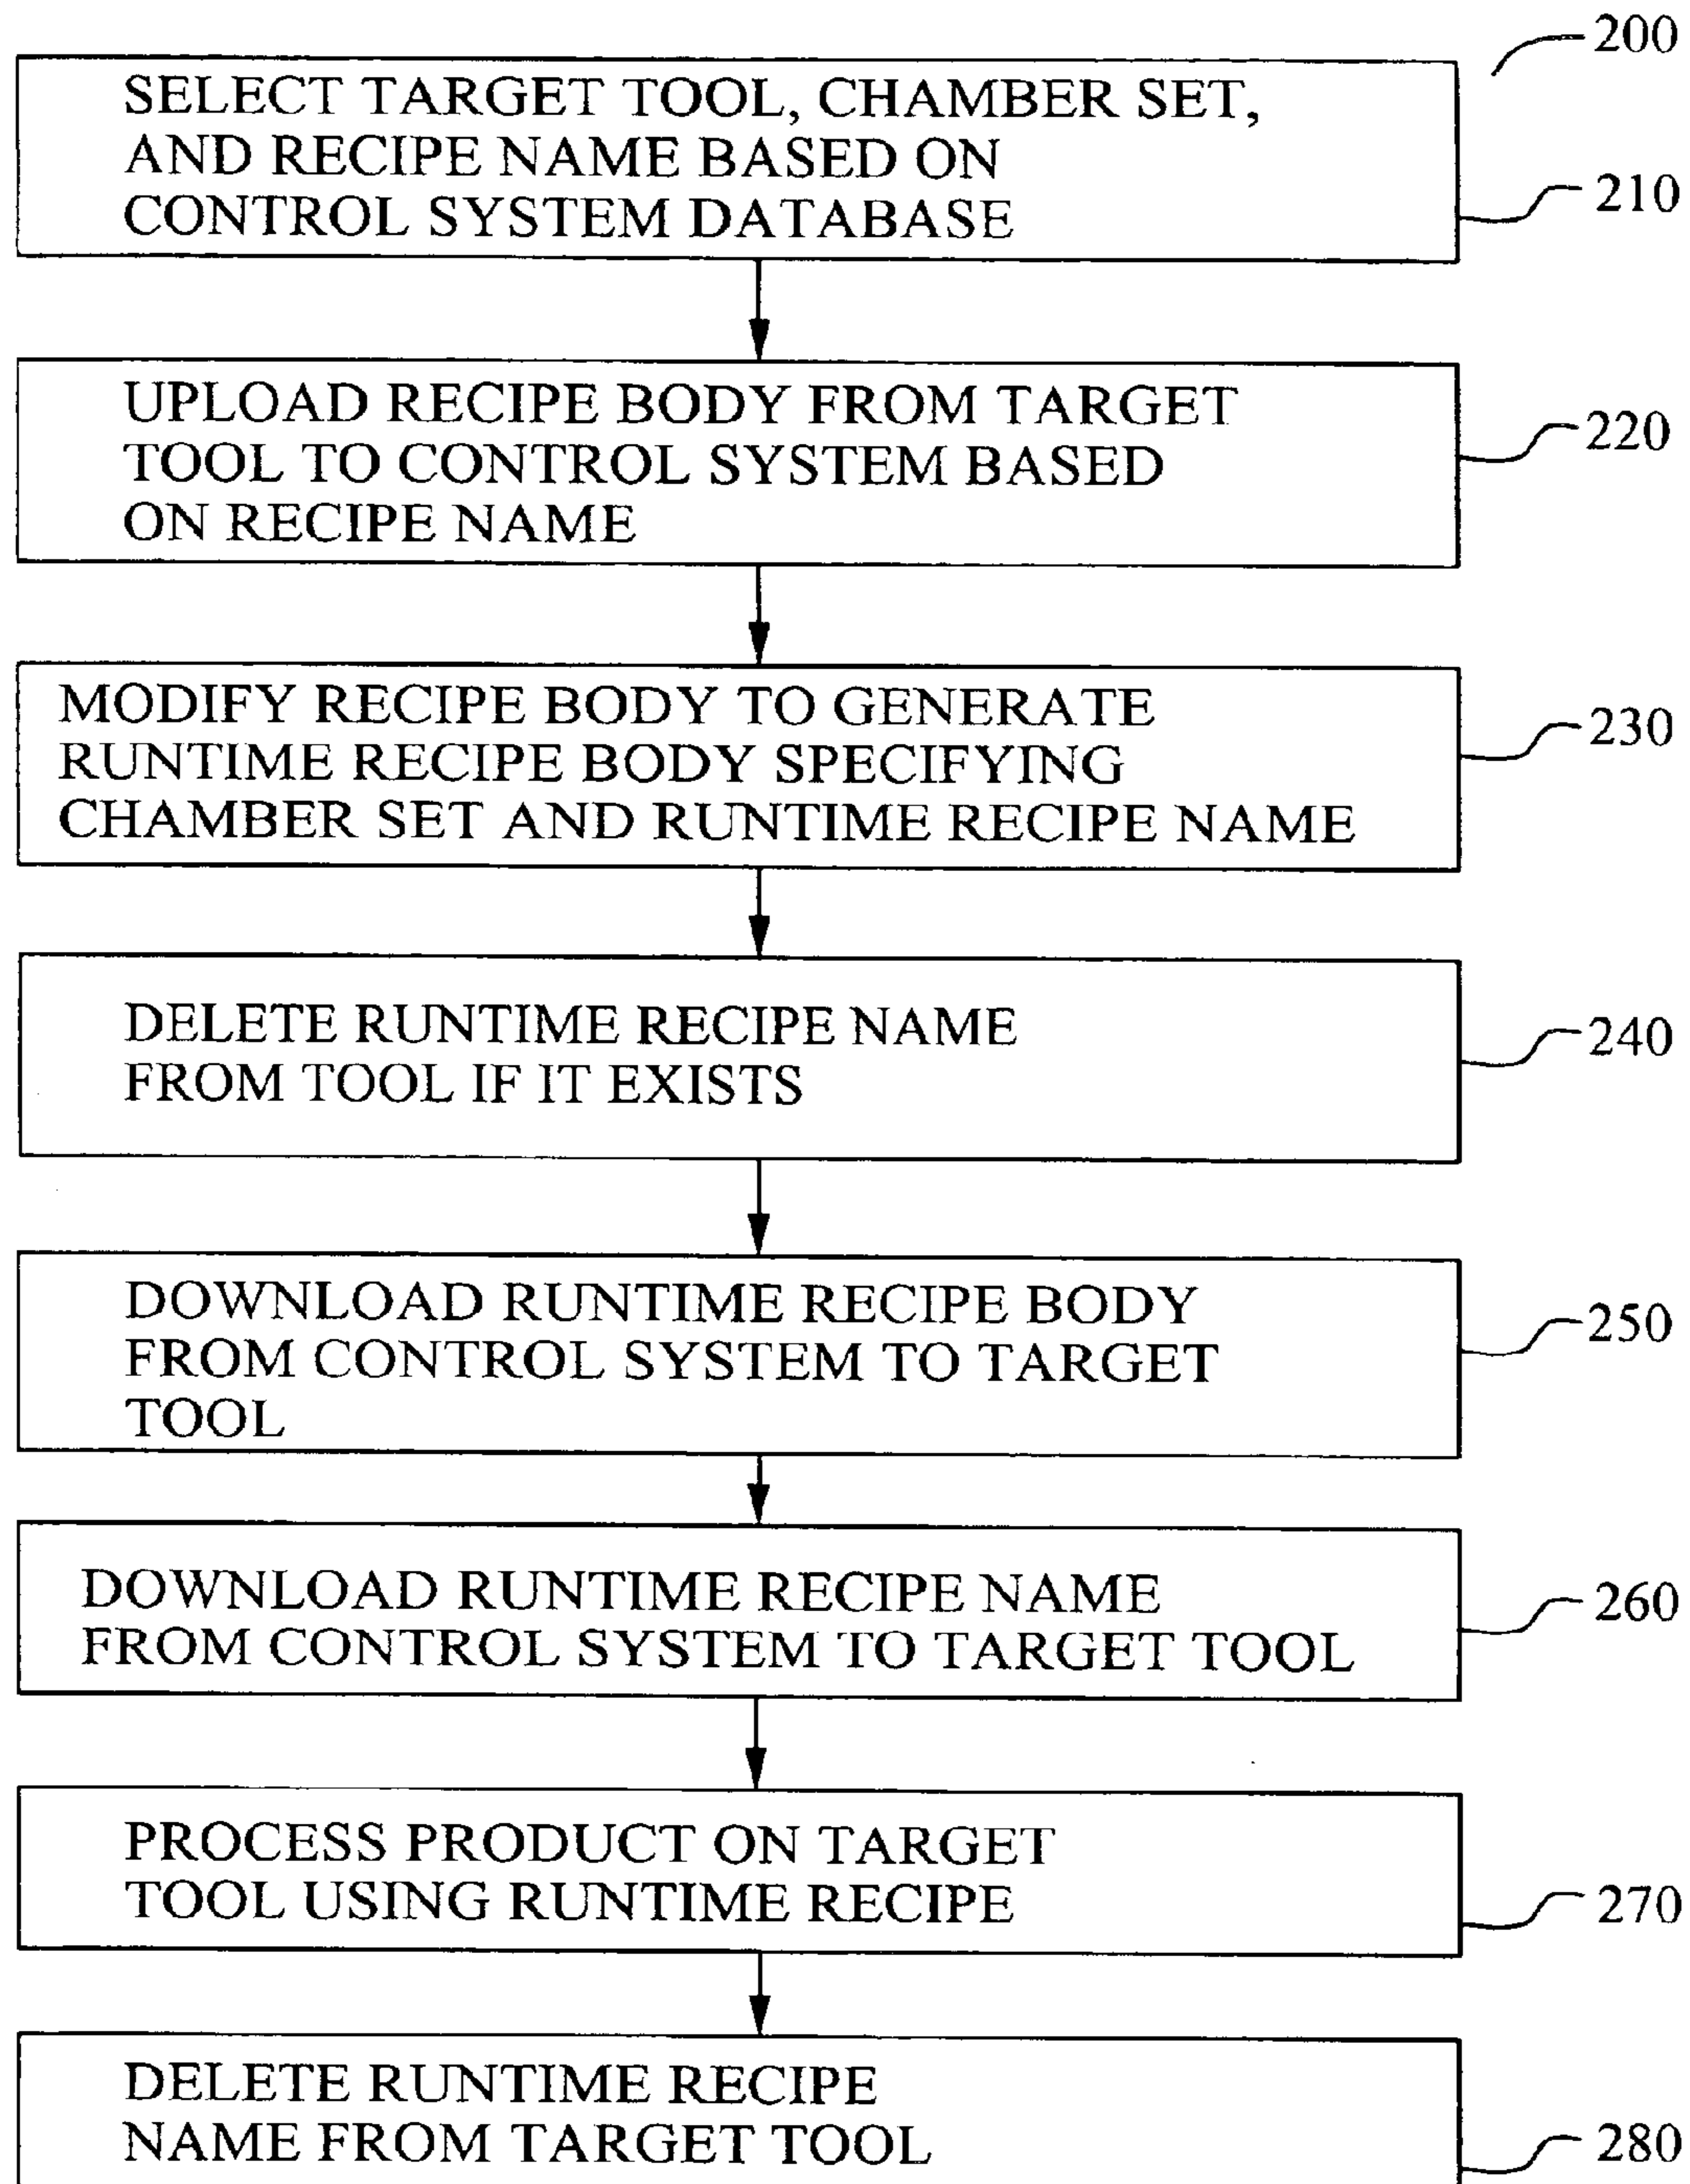 200
SELECT TARGET TOOL, CHAMBER SET,
AND RECIPE NAME BASED ON
CONTROL SYSTEM DATABASE
210
UPLOAD RECIPE BODY FROM TARGET
TOOL TO CONTROL SYSTEM BASED
ON RECIPE NAME
220
MODIFY RECIPE BODY TO GENERATE
RUNTIME RECIPE BODY SPECIFYING
CHAMBER SET AND RUNTIME RECIPE NAME
230
DELETE RUNTIME RECIPE NAME
FROM TOOL IF IT EXISTS
240
DOWNLOAD RUNTIME RECIPE BODY
FROM CONTROL SYSTEM TO TARGET
TOOL
250
DOWNLOAD RUNTIME RECIPE NAME
FROM CONTROL SYSTEM TO TARGET TOOL
260
PROCESS PRODUCT ON TARGET
TOOL USING RUNTIME RECIPE
270
DELETE RUNTIME RECIPE
NAME FROM TARGET TOOL
280